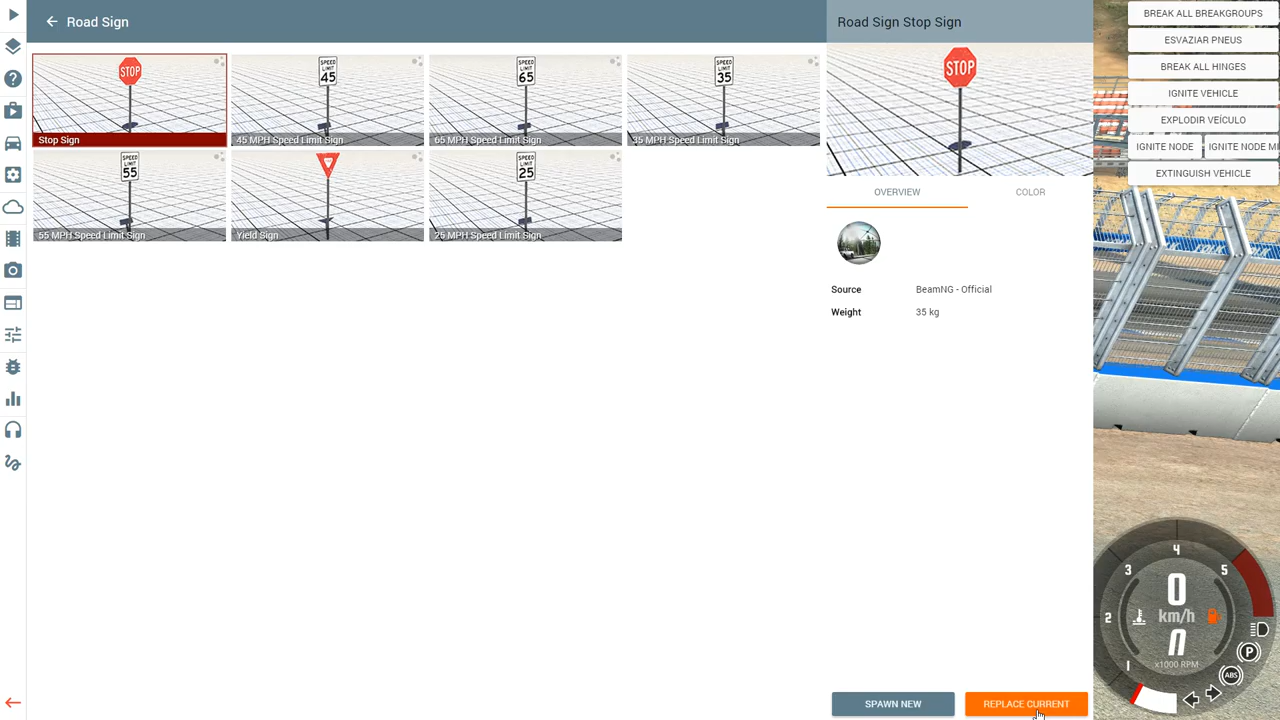 Road Sign
STOP
Stop Sign
SPEED
LIMIT
45
45 MPH Speed Limit Sign
SPEED
LIMIT
65
65 MPH Speed Limit Sign
SPEED
LIMIT
35
35 MPH Speed Limit Sign
SPEED
LIMIT
55
55 MPH Speed Limit Sign
Yield Sign
SPEED
LIMIT
25
25 MPH Speed Limit Sign
Road Sign Stop Sign
STOP
OVERVIEW
COLOR
Source BeamNG - Official
Weight 35 kg
SPAWN NEW
REPLACE CURRENT
BREAK ALL BREAKGROUPS
ESVAZIAR PNEUS
BREAK ALL HINGES
IGNITE VEHICLE
EXPLODIR VEÍCULO
IGNITE NODE
IGNITE NODE MI
EXTINGUISH VEHICLE
1
2
3
4
5
0
km/h
n
x1000 RPM
P
ABS